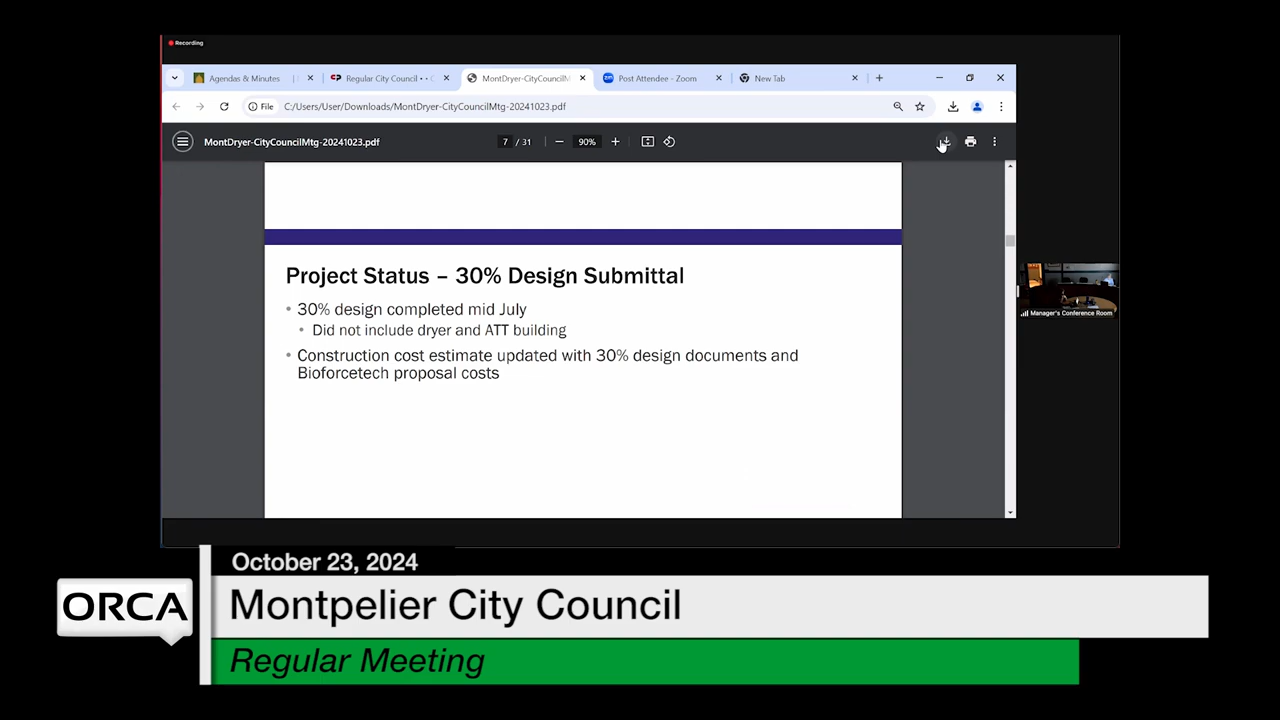 Recording
Agendas & Minutes
Regular City Council • • C
MontDryer-CityCouncilM
Post Attendee - Zoom
New Tab
File C:/Users/User/Downloads/MontDryer-CityCouncilMtg-20241023.pdf
MontDryer-CityCouncilMtg-20241023.pdf
7 / 31
90%
Project Status – 30% Design Submittal
• 30% design completed mid July
• Did not include dryer and ATT building
• Construction cost estimate updated with 30% design documents and
Bioforcetech proposal costs
Manager's Conference Room
October 23, 2024
ORCA
Montpelier City Council
Regular Meeting